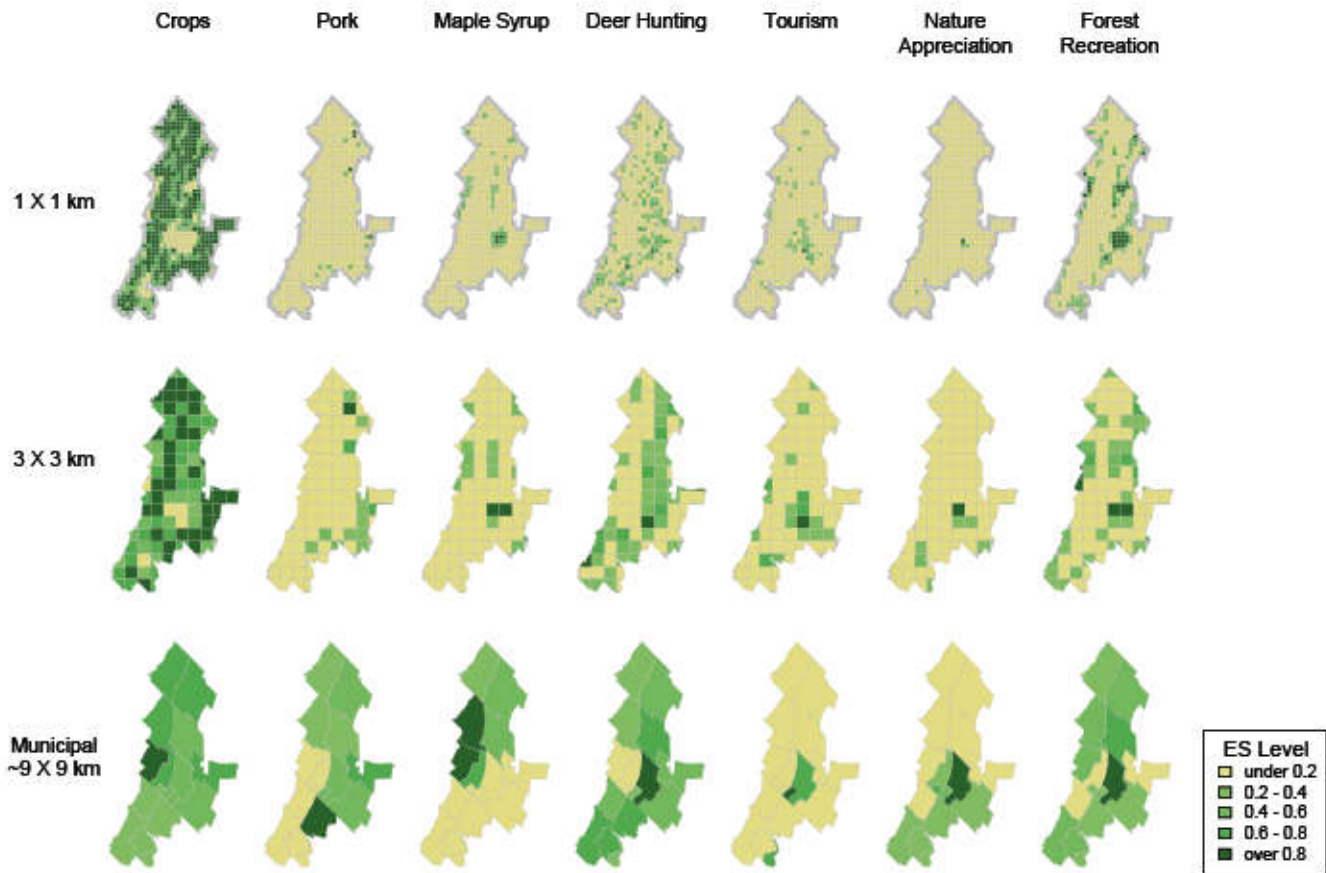 Crops
Pork
Maple Syrup
Deer Hunting
Tourism
Nature
Appreciation
Forest
Recreation
1 X 1 km
3 X 3 km
Municipal
~9 X 9 km
ES Level
under 0.2
0.2 - 0.4
0.4 - 0.6
0.6 - 0.8
over 0.8